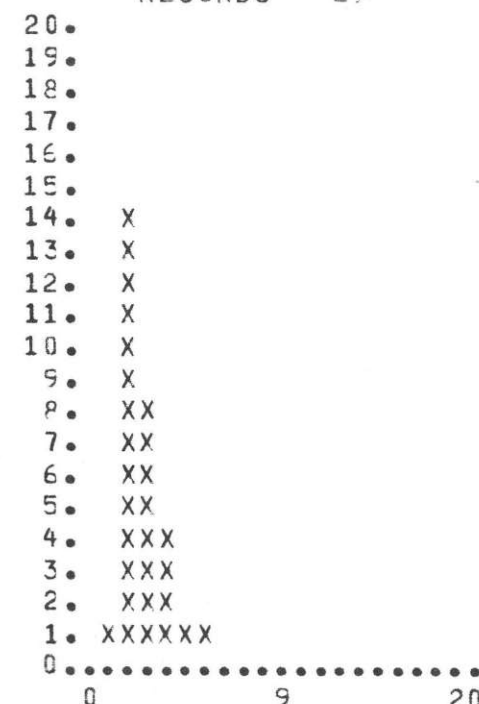 20.
19.
18.
17.
16.
15.
14. X
13. X
12. X
11. X
10. X
9. X
8. XX
7. XX
6. XX
5. XX
4. XXX
3. XXX
2. XXX
1. XXXXXX
0......................
0 9 20